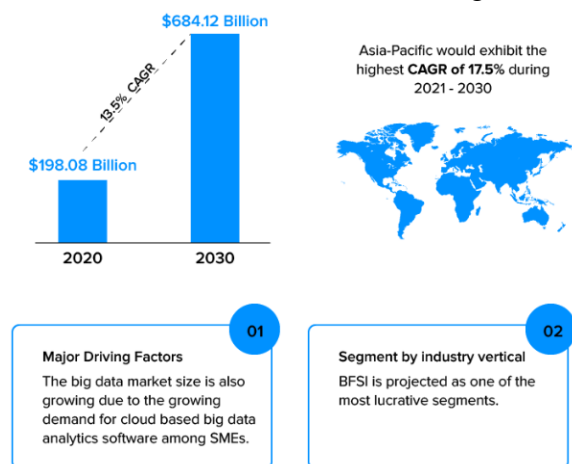 $684.12 Billion
13.5% CAGR
$198.08 Billion
2020
2030
Asia-Pacific would exhibit the
highest CAGR of 17.5% during
2021 - 2030
01
Major Driving Factors
The big data market size is also
growing due to the growing
demand for cloud based big data
analytics software among SMEs.
02
Segment by industry vertical
BFSI is projected as one of the
most lucrative segments.